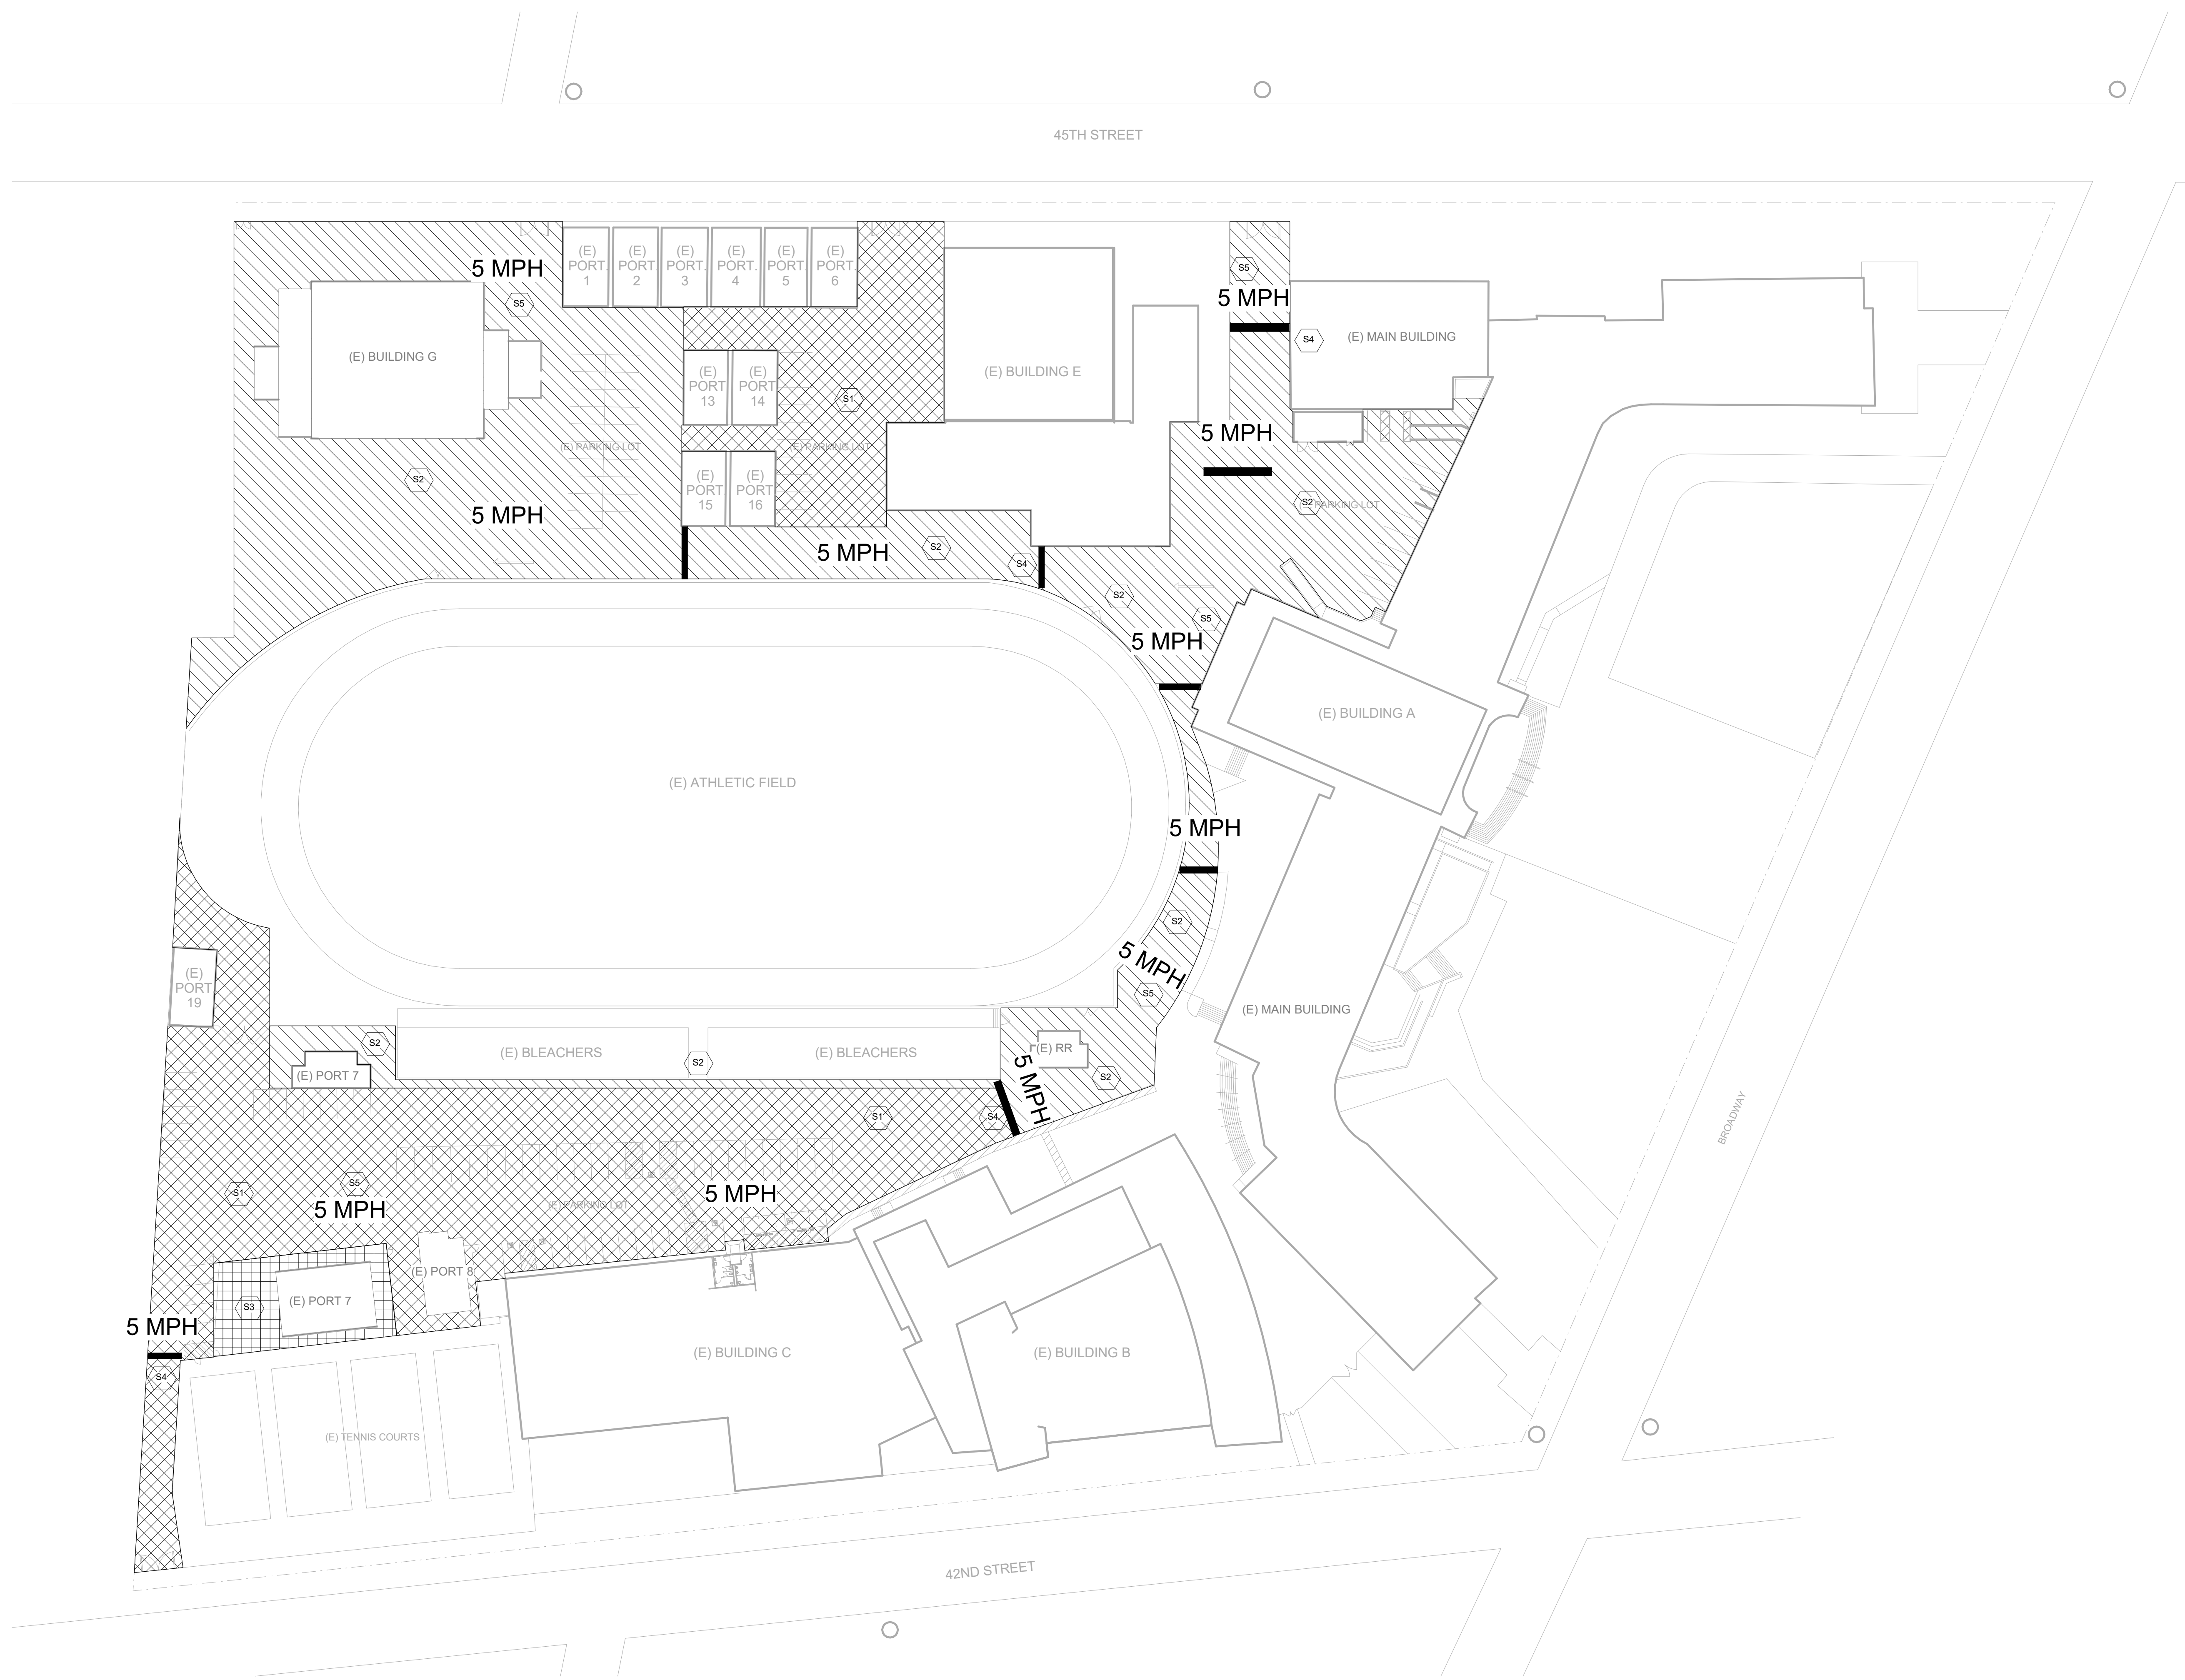 45TH STREET
5 MPH
S5
(E)
PORT.
1
(E)
PORT.
2
(E)
PORT.
3
(E)
PORT.
4
(E)
PORT.
5
(E)
PORT.
6
S5
5 MPH
(E) BUILDING G
S4
(E) MAIN BUILDING
(E) BUILDING E
(E)
PORT
13
(E)
PORT
14
S1
5 MPH
(E) PARKING LOT
(E) PARKING LOT
S2
(E)
PORT
15
(E)
PORT
16
S2
(E) PARKING LOT
5 MPH
5 MPH
S2
S4
S2
S5
5 MPH
(E) BUILDING A
(E) ATHLETIC FIELD
5 MPH
S2
5 MPH
S5
(E)
PORT
19
(E) MAIN BUILDING
S2
(E) BLEACHERS
S2
(E) BLEACHERS
(E) RR
(E) PORT 7
S2
5 MPH
S1
S4
BROADWAY
S1
S5
5 MPH
5 MPH
(E) PARKING LOT
(E) PORT 8
(E) PORT 7
S3
5 MPH
S4
(E) BUILDING C
(E) BUILDING B
(E) TENNIS COURTS
42ND STREET